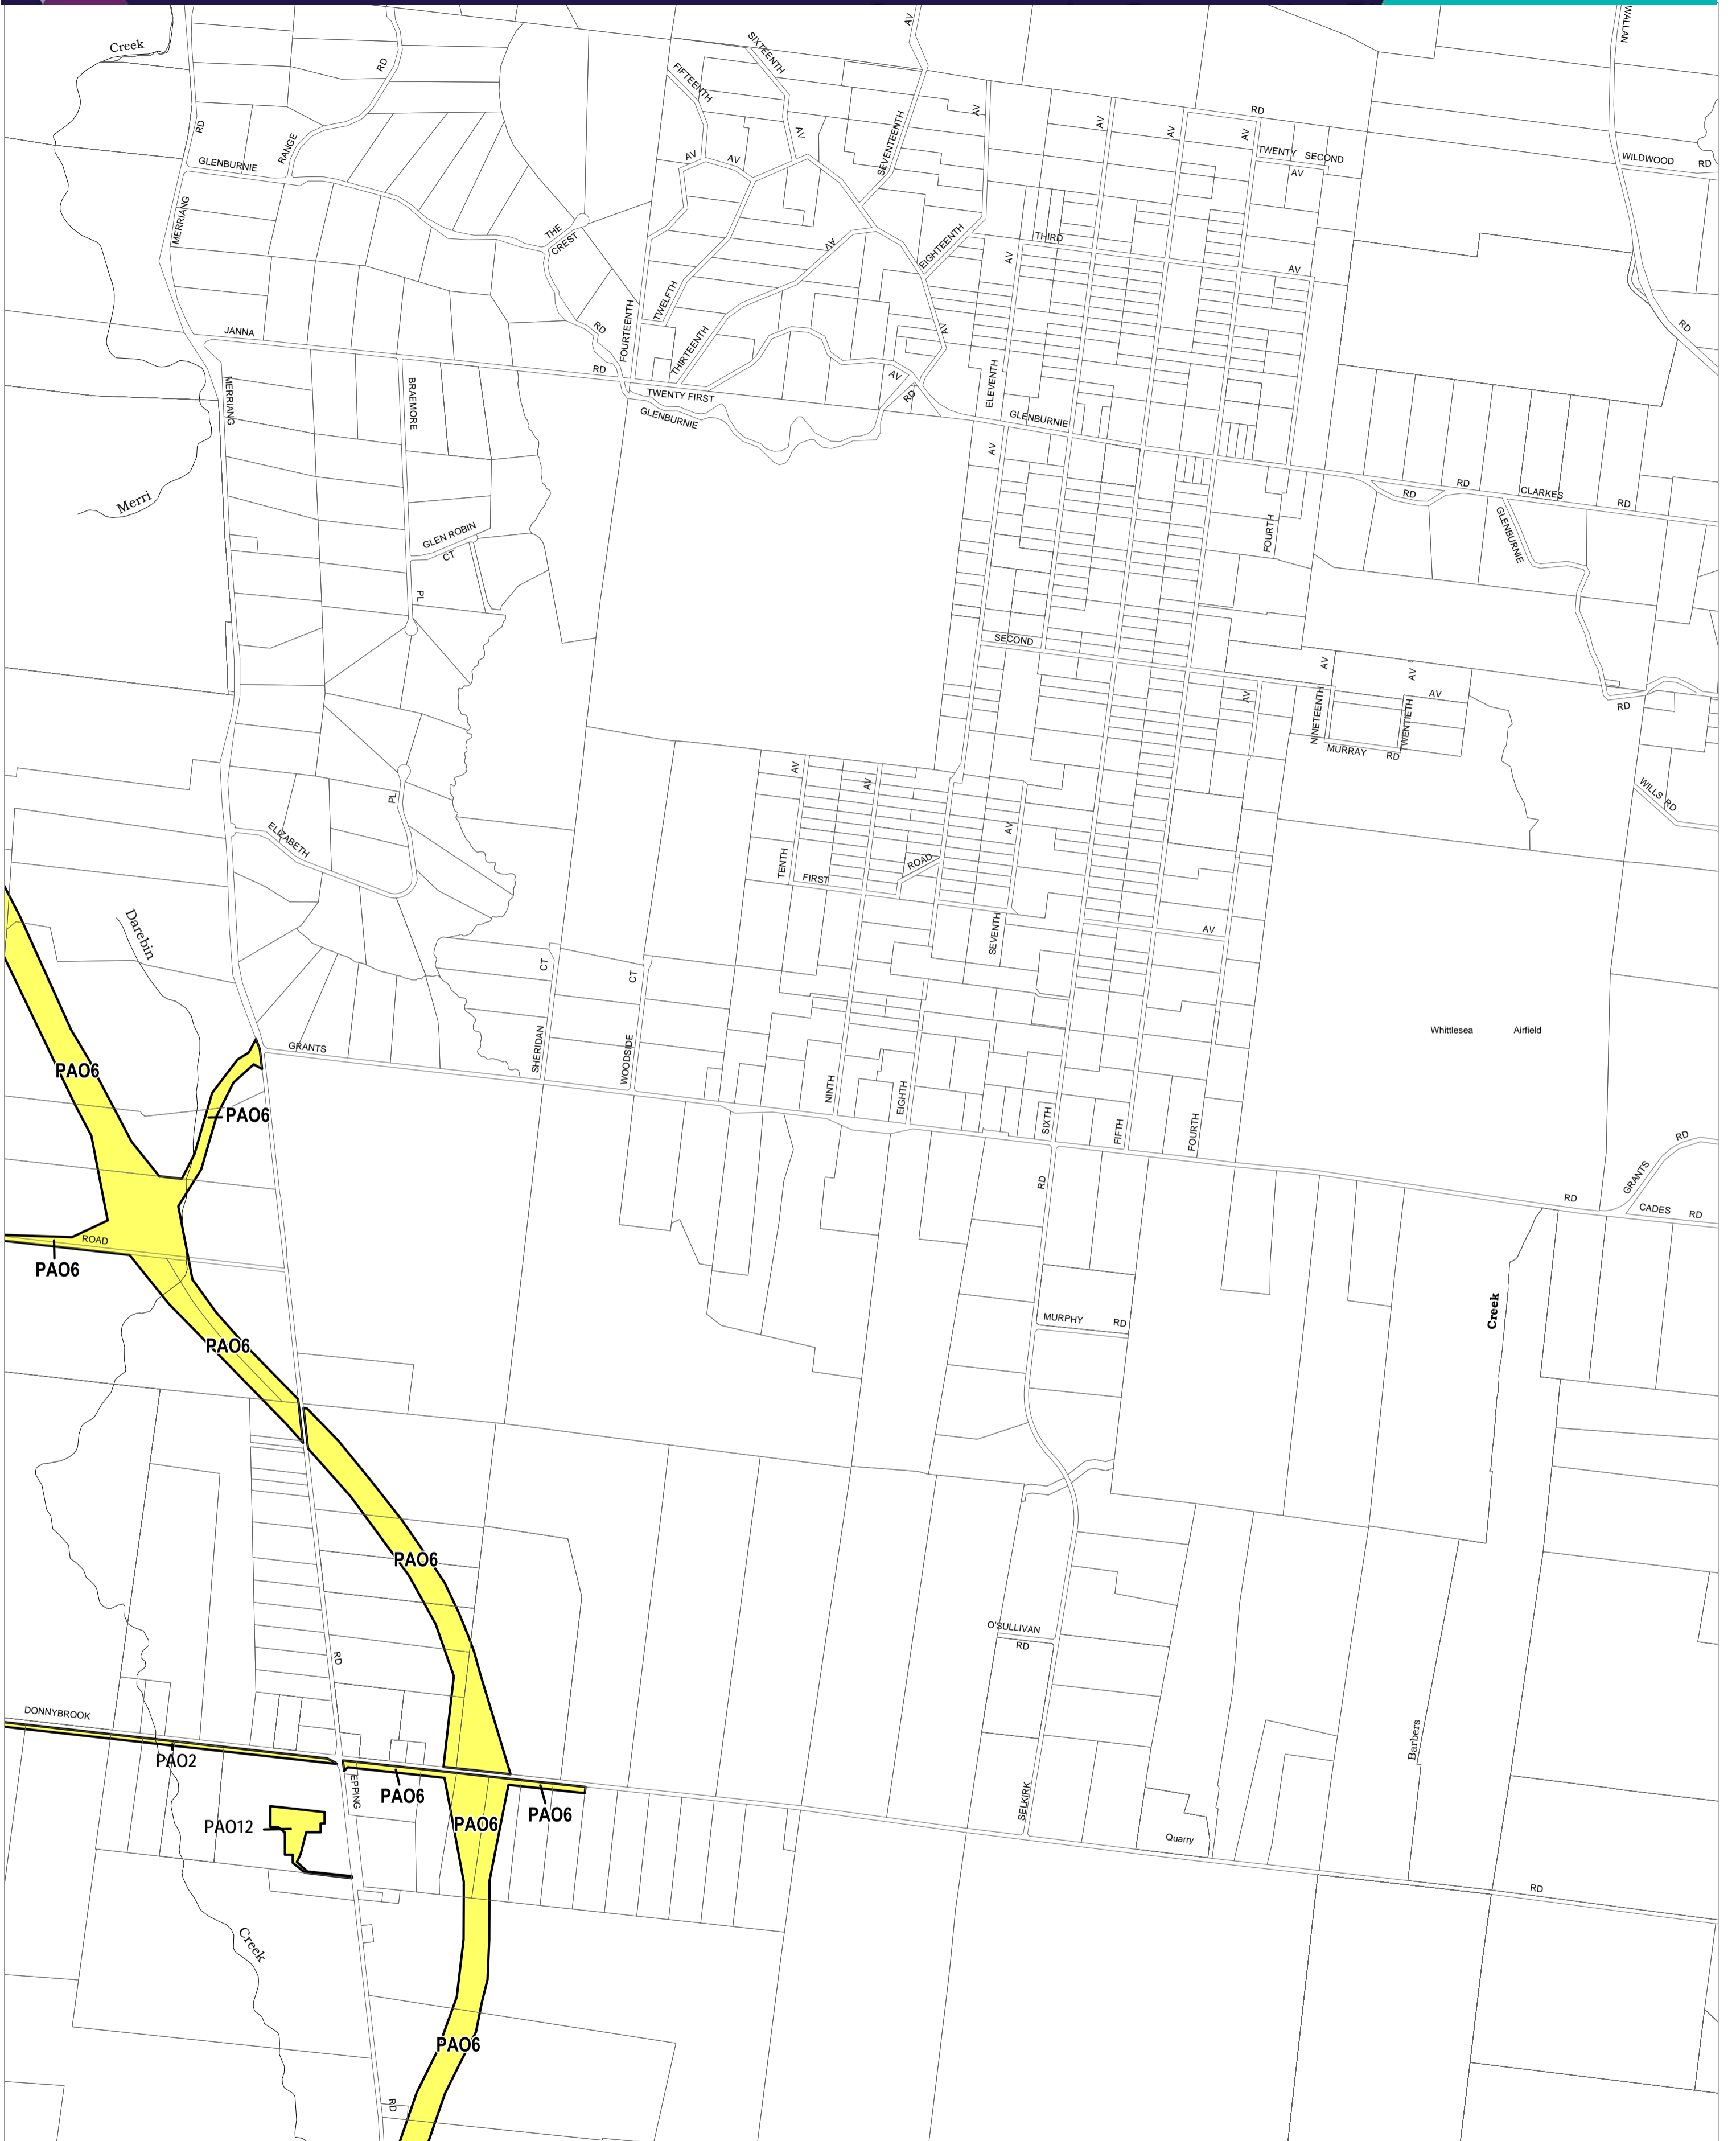 WALLAN
AV
Creek
SIXTEENTH
RD
FIFTEENTH
AV
RD
AV
AV
RD
AV
AV
AV
SEVENTEENTH
RANGE
GLENBURNIE
AV
AV
TWENTY SECOND
AV
WILDWOOD RD
MERRIANG
THE
CREST
AV
EIGHTEENTH
THIRD
AV
AV
TWELFTH
FOURTEENTH
RD
RD
JANNA
AV
THIRTEENTH
RD
AV
ELEVENTH
MERRIANG
BRAEMORE
TWENTY FIRST
GLENBURNIE
RD
GLENBURNIE
AV
RD
RD
CLARKES
RD
Merri
GLEN ROBIN
CT
FOURTH
GLENBURNIE
PL
SECOND
AV
AV
AV
AV
NINETEENTH
TWENTIETH
RD
MURRAY RD
AV
AV
PL
WILLS RD
ELIZABETH
AV
TENTH
FIRST
ROAD
Darebin
SEVENTH
AV
CT
CT
Whittlesea Airfield
GRANTS
SHERIDAN
WOODSIDE
PAO6
NINTH
EIGHTH
PAO6
SIXTH
FIFTH
FOURTH
RD
RD
GRANTS
RD
CADES RD
ROAD
PAO6
Creek
MURPHY RD
PAO6
PAO6
O'SULLIVAN
RD
RD
DONNYBROOK
Barbers
PAO2
EPPING
PAO6
PAO6
PAO6
SELKIRK
PAO12
Quarry
RD
Creek
PAO6
RD